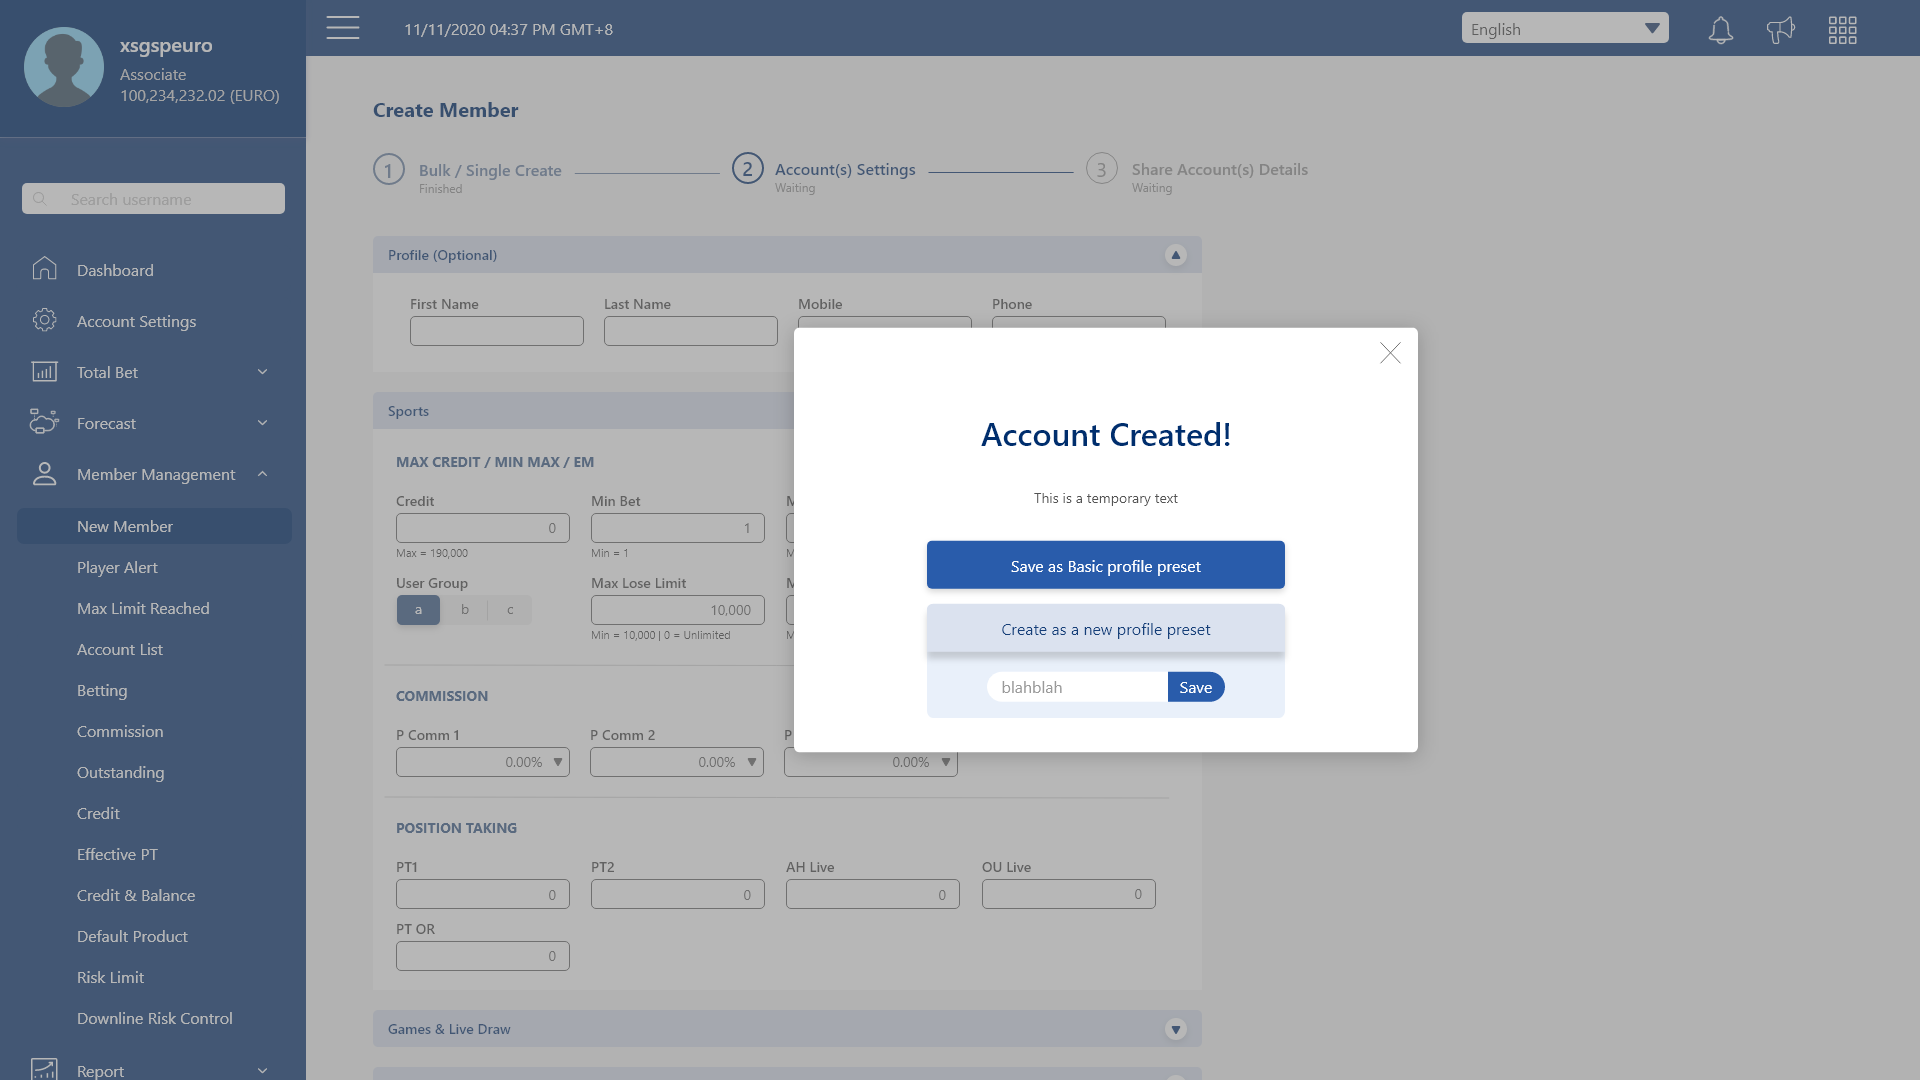 xsgspeuro
Associate
100,234,232.02 (EURO)
11/11/2020 04:37 PM GMT+8
English
Search username
Dashboard
Account Settings
Total Bet
Forecast
Member Management
New Member
Player Alert
Max Limit Reached
Account List
Betting
Commission
Outstanding
Credit
Effective PT
Credit & Balance
Default Product
Risk Limit
Downline Risk Control
Report
Create Member
1 Bulk / Single Create
Finished
2 Account(s) Settings
Waiting
3 Share Account(s) Details
Waiting
Profile (Optional)
First Name Last Name Mobile Phone
Sports
MAX CREDIT / MIN MAX / EM
Credit Min Bet
0 1
Max = 190,000 Min = 1
User Group Max Lose Limit
a b c 10,000
Min = 10,000 | 0 = Unlimited
COMMISSION
P Comm 1 P Comm 2 P
0.00% 0.00% 0.00%
POSITION TAKING
PT1 PT2 AH Live OU Live
0 0 0 0
PT OR
0
Games & Live Draw
Account Created!
This is a temporary text
Save as Basic profile preset
Create as a new profile preset
blahblah Save